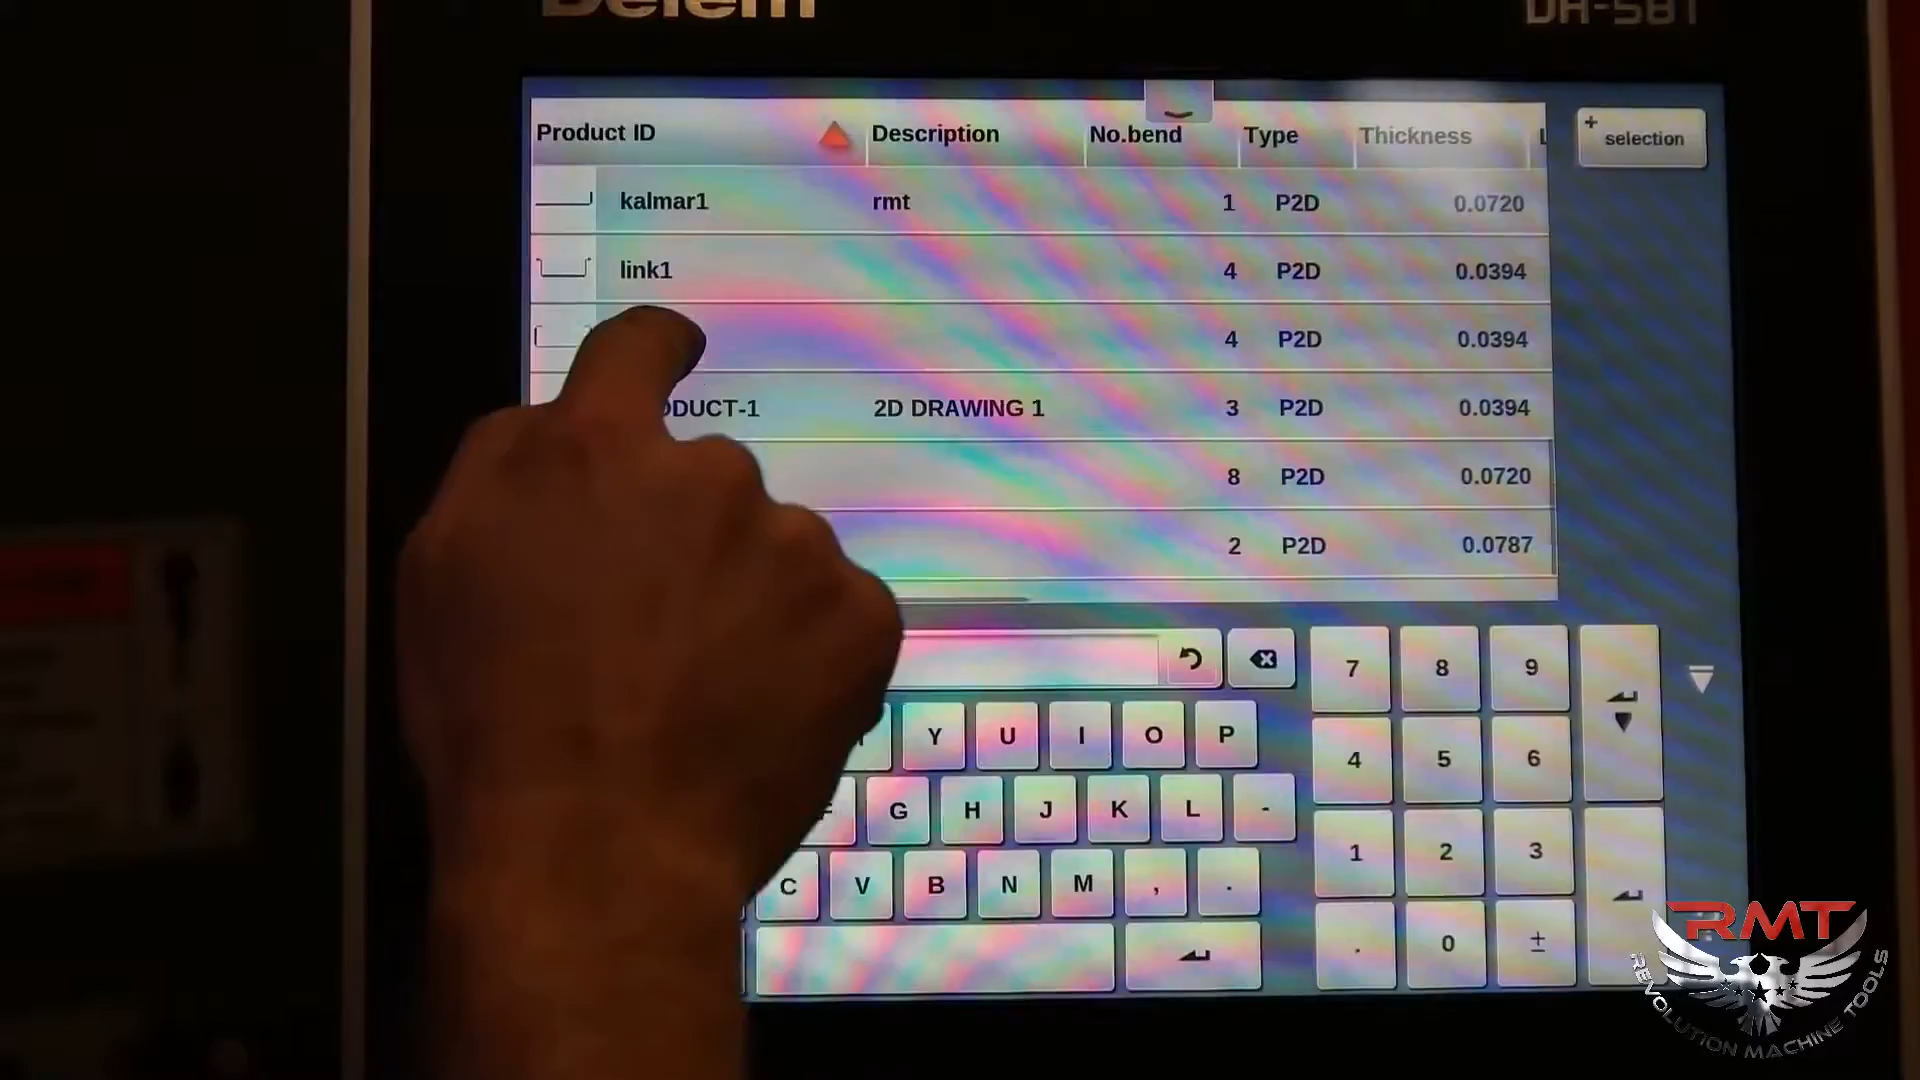 Delem
DA-58T
Product ID Description No.bend Type Thickness L
+ selection
kalmar1 rmt 1 P2D 0.0720
link1 4 P2D 0.0394
4 P2D 0.0394
DUCT-1 2D DRAWING 1 3 P2D 0.0394
8 P2D 0.0720
2 P2D 0.0787
7 8 9
Y U I O P
4 5 6
F G H J K L -
1 2 3
C V B N M , .
. 0 ±
RMT
REVOLUTION MACHINE TOOLS